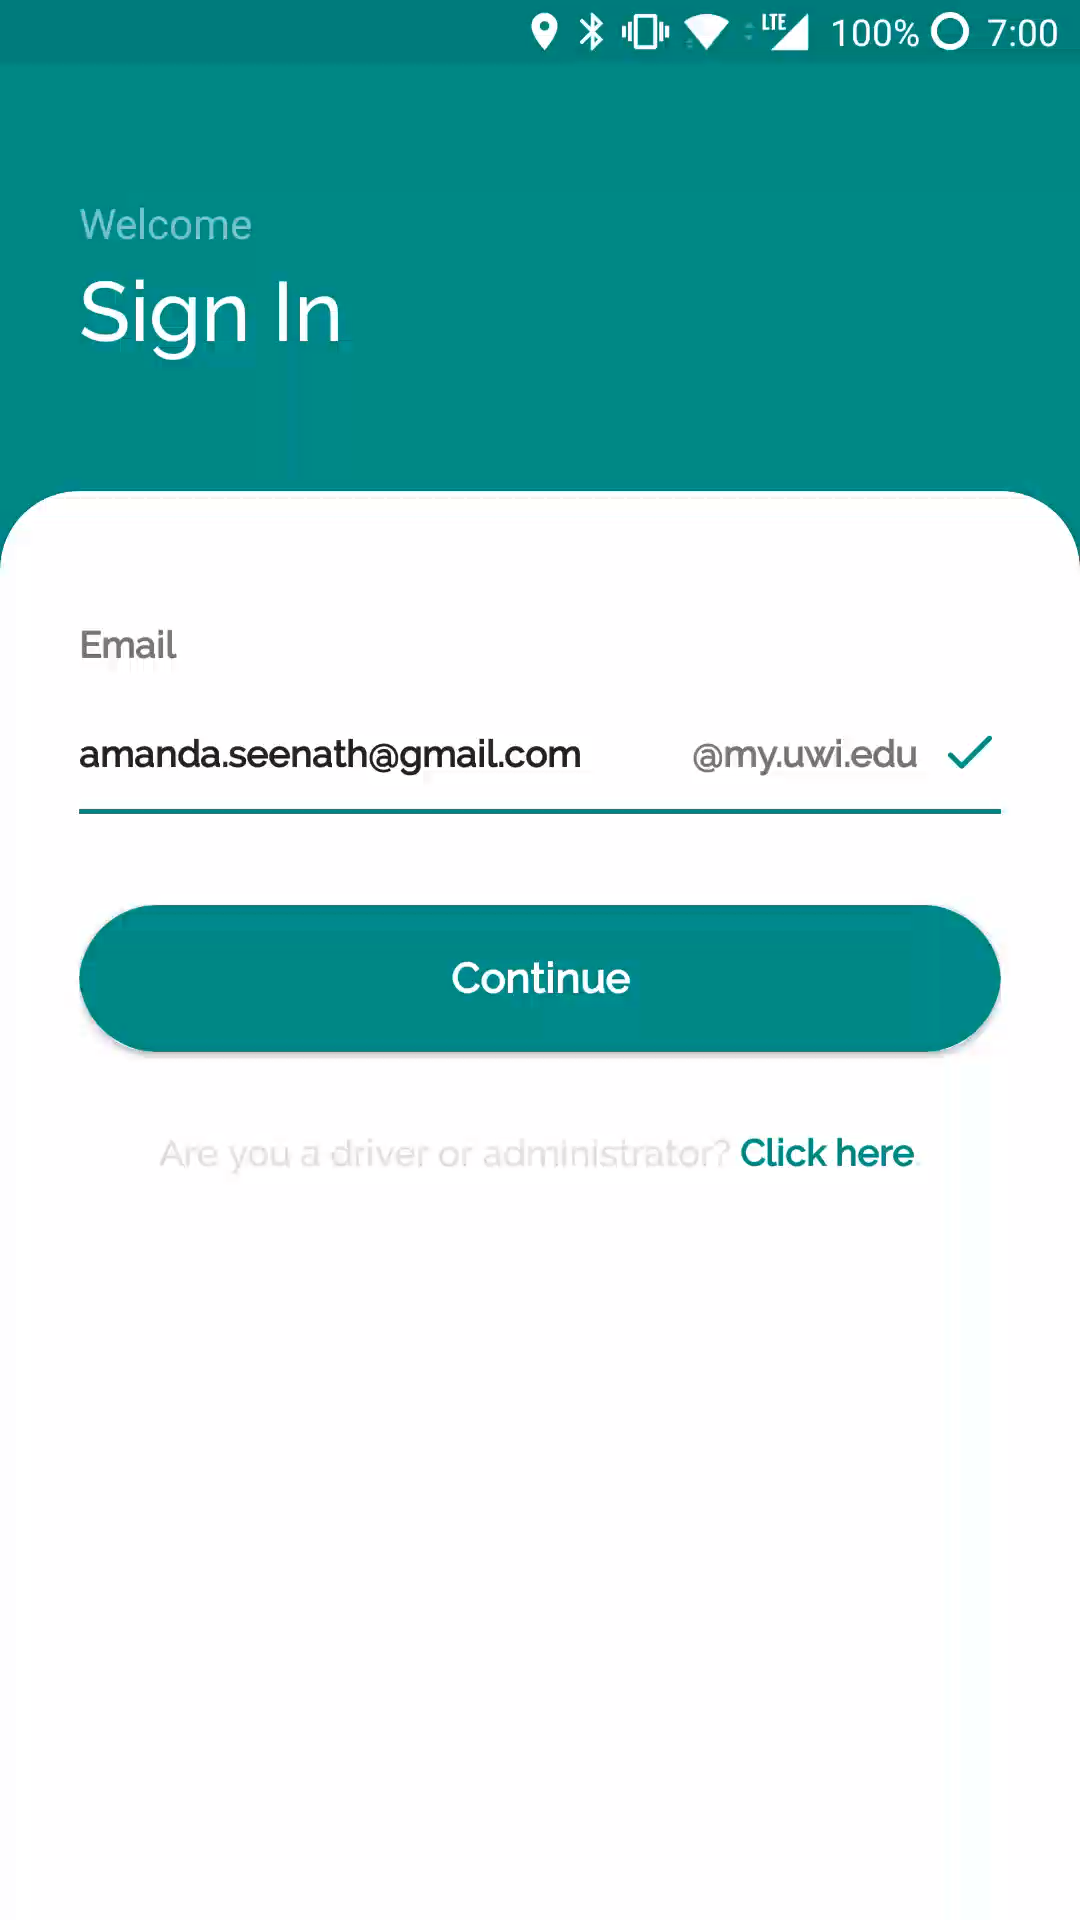 LTE 100% 7:00
Welcome
Sign In
Email
amanda.seenath@gmail.com @my.uwi.edu
Continue
Are you a driver or administrator? Click here